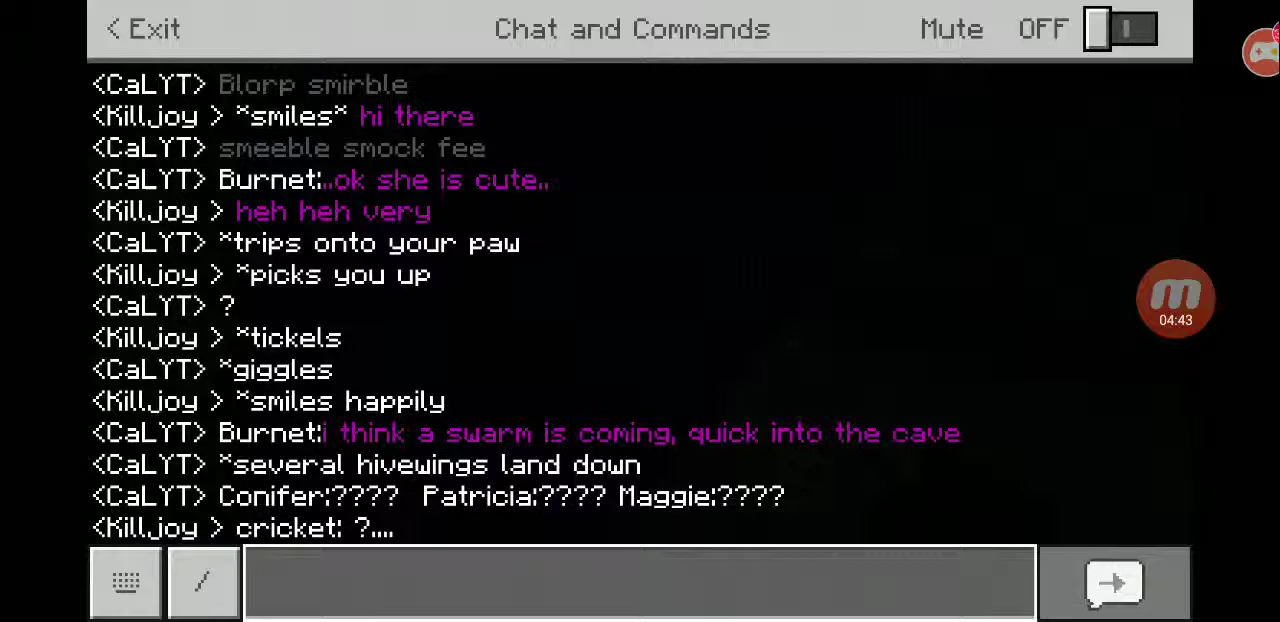 < Exit
Chat and Commands
Mute OFF
<CaLYT> Blorp smirble
<Killjoy > *smiles* hi there
<CaLYT> smeeble smock fee
<CaLYT> Burnet:..ok she is cute..
<Killjoy > heh heh very
<CaLYT> *trips onto your paw
<Killjoy > *picks you up
<CaLYT> ?
<Killjoy > *tickels
<CaLYT> *giggles
<Killjoy > *smiles happily
<CaLYT> Burnet:i think a swarm is coming, quick into the cave
<CaLYT> *several hivewings land down
<CaLYT> Conifer:???? Patricia:???? Maggie:????
<Killjoy > cricket: ?....
/
04:43